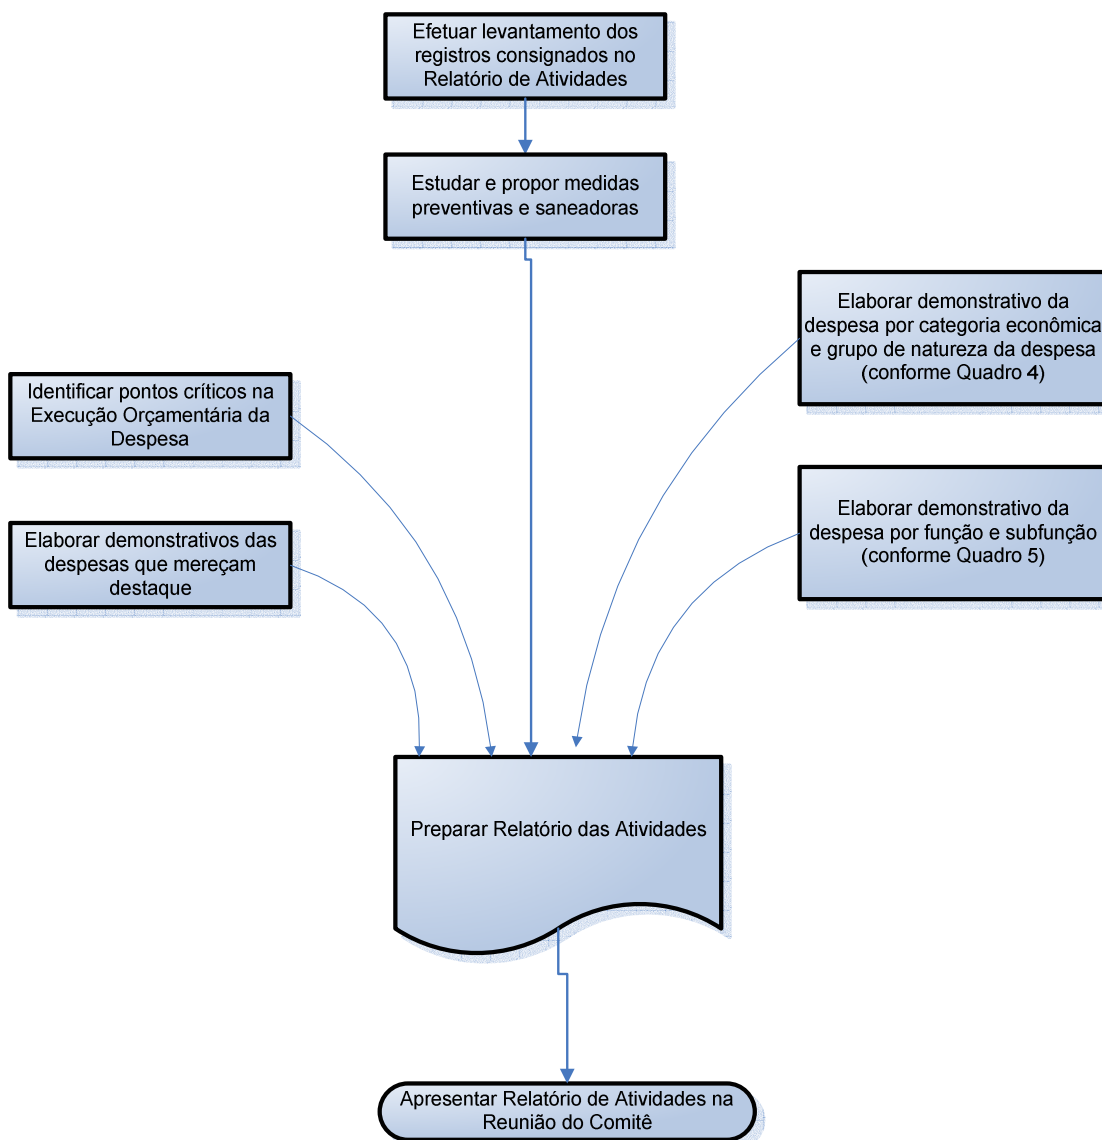 Efetuar levantamento dos
registros consignados no
Relatório de Atividades
Estudar e propor medidas
preventivas e saneadoras
Elaborar demonstrativo da
despesa por categoria econômica
e grupo de natureza da despesa
(conforme Quadro 4)
Identificar pontos críticos na
Execução Orçamentária da
Despesa
Elaborar demonstrativo da
despesa por função e subfunção
(conforme Quadro 5)
Elaborar demonstrativos das
despesas que mereçam
destaque
Preparar Relatório das Atividades
Apresentar Relatório de Atividades na
Reunião do Comitê